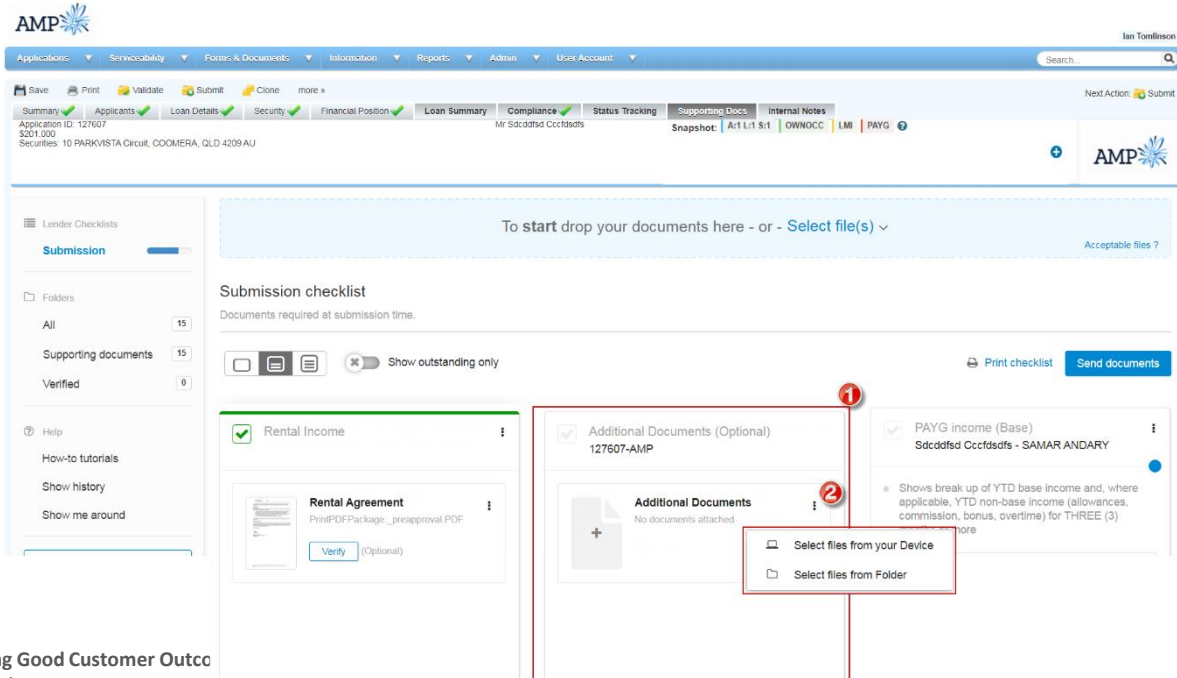 AMP
Ian Tomlinson
Applications Serviceability Forms & Documents Information Reports Admin User Account Search...
Save Print Validate Submit Clone more » Next Action: Submit
Summary Applicants Loan Details Security Financial Position Loan Summary Compliance Status Tracking Supporting Docs Internal Notes
Application ID: 127607 Mr Sdcddfsd Cccfdsdfs Snapshot: A:1 L:1 S:1 OWNOCC LMI PAYG ?
$201.000
Securities: 10 PARKVISTA Circuit, COOMERA, QLD 4209 AU
AMP
Lender Checklists
Submission
Folders
All 15
Supporting documents 15
Verified 0
Help
How-to tutorials
Show history
Show me around
To start drop your documents here - or - Select file(s)
Acceptable files ?
Submission checklist
Documents required at submission time.
Show outstanding only
Print checklist Send documents
Rental Income
Rental Agreement
PrintPDFPackage_preapproval.PDF
Verify (Optional)
1
Additional Documents (Optional)
127607-AMP
2
Additional Documents
No documents attached
Select files from your Device
Select files from Folder
PAYG income (Base)
Sdcddfsd Cccfdsdfs - SAMAR ANDARY
Shows break up of YTD base income and, where
applicable, YTD non-base income (allowances,
commission, bonus, overtime) for THREE (3)
more
ng Good Customer Outco